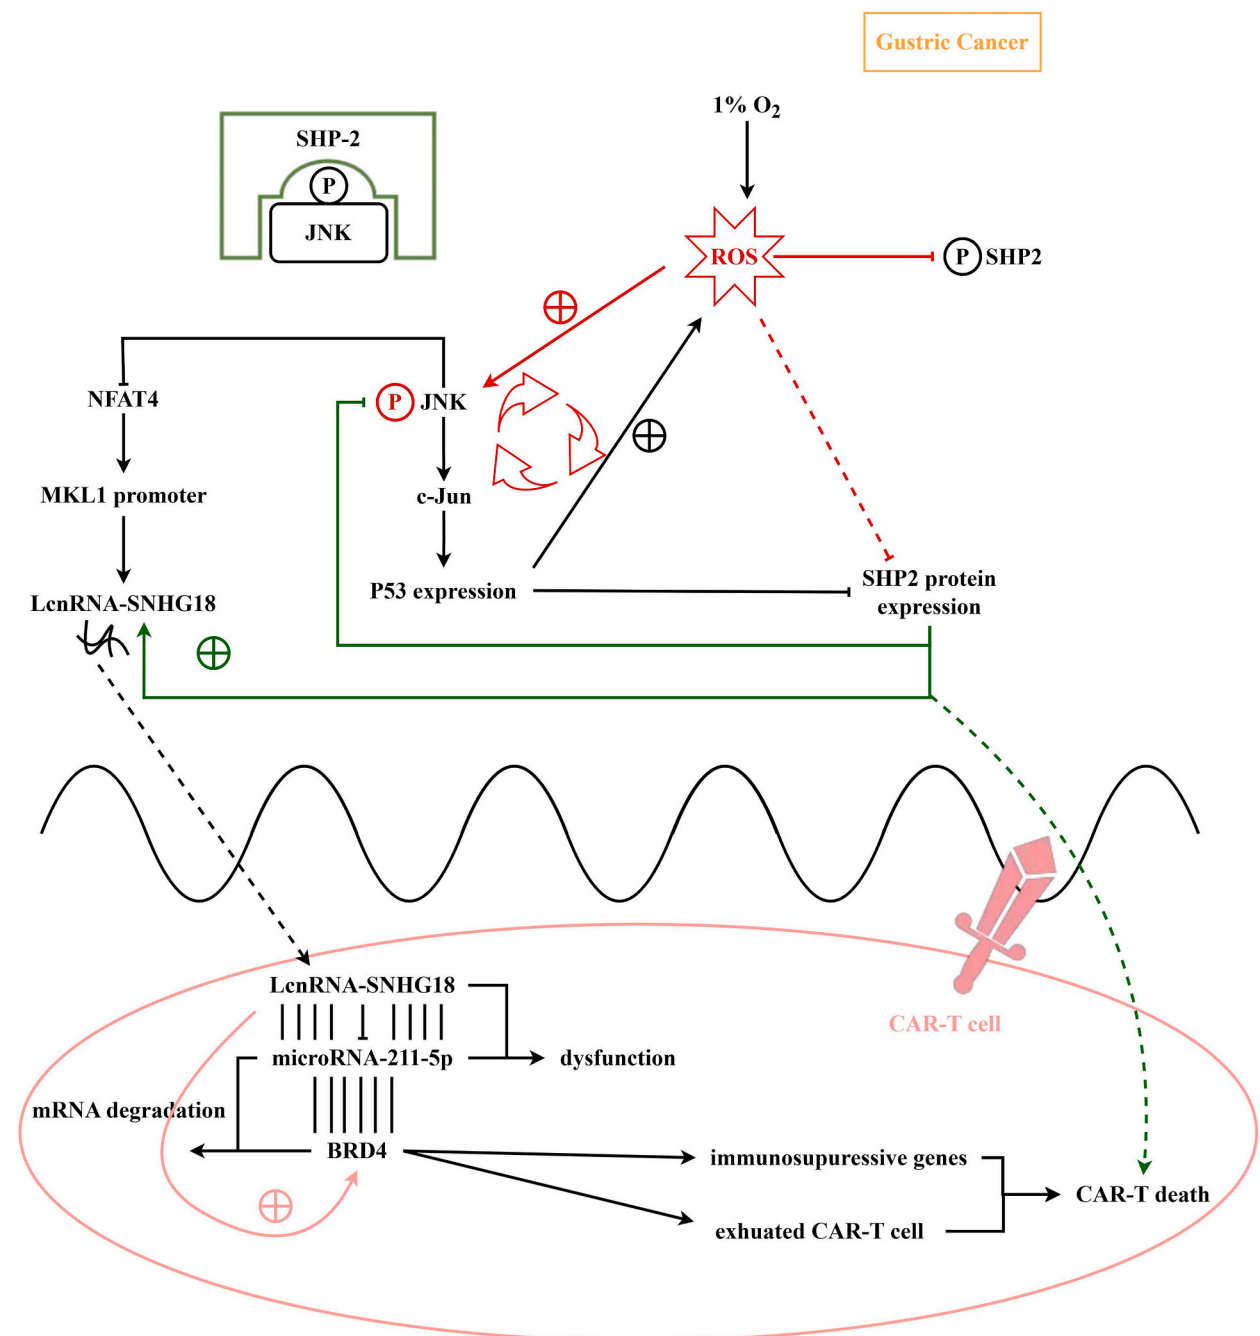 Gustric Cancer
1% O₂
SHP-2
P
JNK
ROS
P SHP2
NFAT4
P JNK
MKL1 promoter
c-Jun
LcnRNA-SNHG18
P53 expression
SHP2 protein
expression
CAR-T cell
LcnRNA-SNHG18
microRNA-211-5p
dysfunction
mRNA degradation
BRD4
immunosupuressive genes
exhuated CAR-T cell
CAR-T death